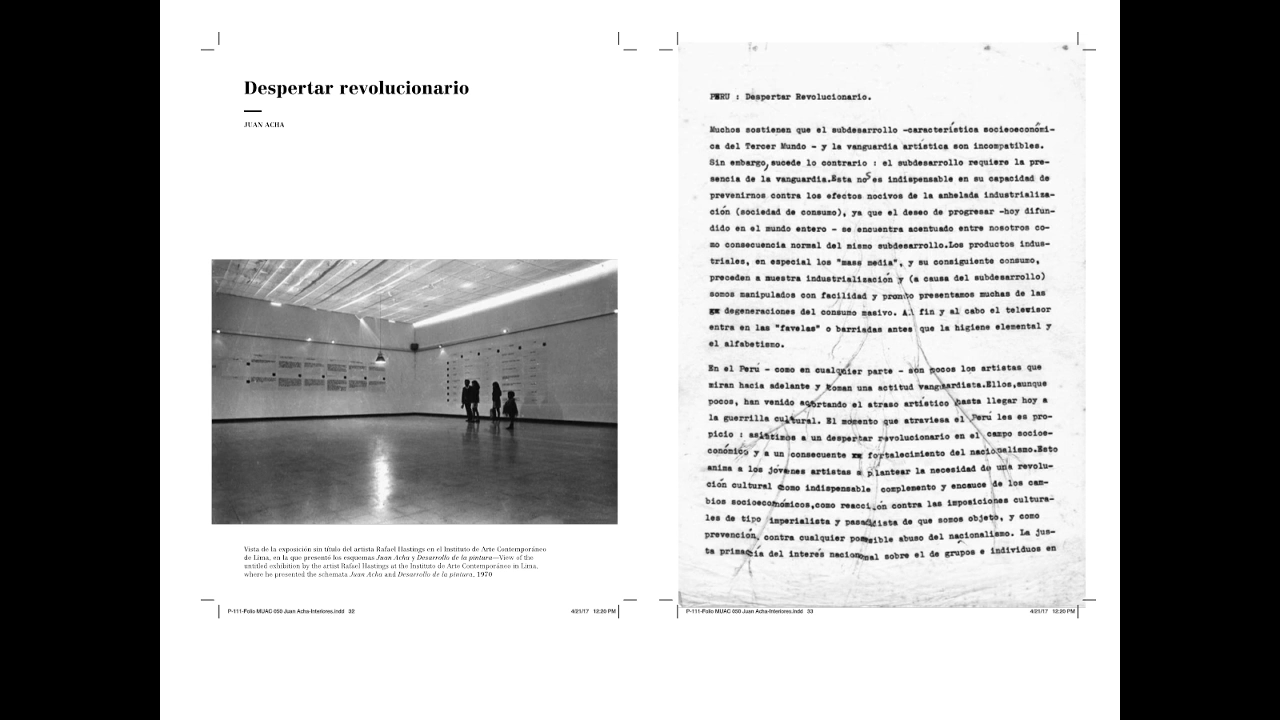 Despertar revolucionario
JUAN ACHA
Vista de la exposición sin título del artista Rafael Hastings en el Instituto de Arte Contemporáneo
de Lima, en la que presentó los esquemas Juan Acha y Desarrollo de la pintura—View of the
untitled exhibition by the artist Rafael Hastings at the Instituto de Arte Contemporáneo in Lima,
where he presented the schemata Juan Acha and Desarrollo de la pintura, 1970
P-111-Folio MUAC 050 Juan Acha-Interiores.indd 32
4/21/17 12:20 PM
PERU : Despertar Revolucionario.
Muchos sostienen que el subdesarrollo -característica socioeconómi-
ca del Tercer Mundo - y la vanguardia artística son incompatibles.
Sin embargo, sucede lo contrario : el subdesarrollo requiere la pre-
sencia de la vanguardia.Esta nos es indispensable en su capacidad de
prevenirnos contra los efectos nocivos de la anhelada industrializa-
ción (sociedad de consumo), ya que el deseo de progresar -hoy difun-
dido en el mundo entero - se encuentra acentuado entre nosotros co-
mo consecuencia normal del mismo subdesarrollo.Los productos indus-
triales, en especial los "mass media", y su consiguiente consumo,
preceden a nuestra industrialización y (a causa del subdesarrollo)
somos manipulados con facilidad y pronto presentamos muchas de las
degeneraciones del consumo masivo. Al fin y al cabo el televisor
entra en las "favelas" o barriadas antes que la higiene elemental y
el alfabetismo.
En el Perú - como en cualquier parte - son pocos los artistas que
miran hacia adelante y toman una actitud vanguardista.Ellos,aunque
pocos, han venido acortando el atraso artístico hasta llegar hoy a
la guerrilla cultural. El momento que atraviesa el Perú les es pro-
picio : asistimos a un despertar revolucionario en el campo socioe-
conómico y a un consecuente fortalecimiento del nacionalismo.Esto
anima a los jóvenes artistas a plantear la necesidad de una revolu-
ción cultural como indispensable complemento y encauce de los cam-
bios socioeconómicos,como reacción contra las imposiciones cultura-
les de tipo imperialista y pasadista de que somos objeto, y como
prevención, contra cualquier possible abuso del nacionalismo. La jus-
ta primacía del interés nacional sobre el de grupos e individuos en
P-111-Folio MUAC 050 Juan Acha-Interiores.indd 33
4/21/17 12:20 PM